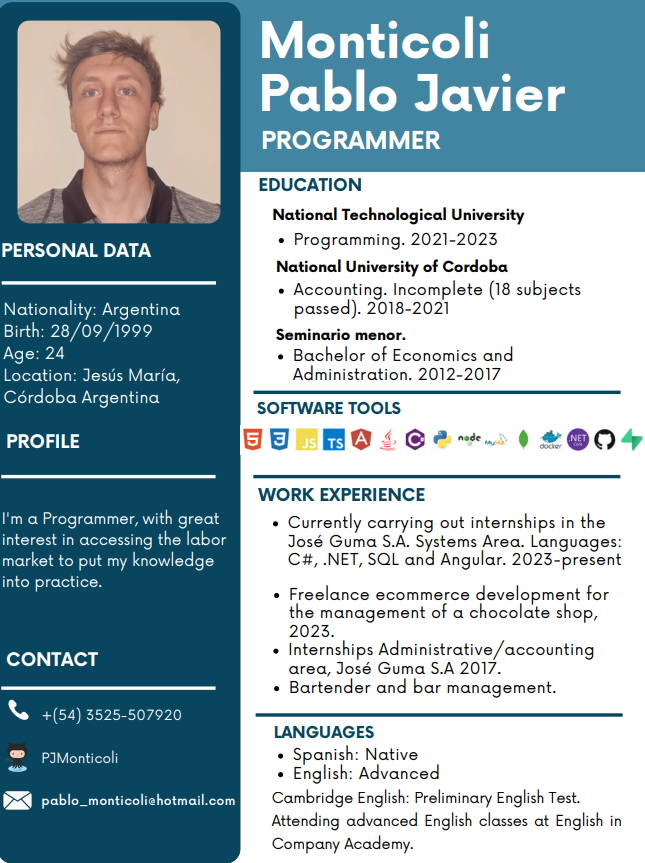 Monticoli
Pablo Javier
PROGRAMMER
PERSONAL DATA
Nationality: Argentina
Birth: 28/09/1999
Age: 24
Location: Jesús María,
Córdoba Argentina
PROFILE
I'm a Programmer, with great
interest in accessing the labor
market to put my knowledge
into practice.
CONTACT
+(54) 3525-507920
PJMonticoli
pablo_monticoli@hotmail.com
EDUCATION
National Technological University
• Programming. 2021-2023
National University of Cordoba
• Accounting. Incomplete (18 subjects
passed). 2018-2021
Seminario menor.
• Bachelor of Economics and
Administration. 2012-2017
SOFTWARE TOOLS
5 3 JS TS A Java C# node MySQL docker .NET Core
WORK EXPERIENCE
• Currently carrying out internships in the
José Guma S.A. Systems Area. Languages:
C#, .NET, SQL and Angular. 2023-present
• Freelance ecommerce development for
the management of a chocolate shop,
2023.
• Internships Administrative/accounting
area, José Guma S.A 2017.
• Bartender and bar management.
LANGUAGES
• Spanish: Native
• English: Advanced
Cambridge English: Preliminary English Test.
Attending advanced English classes at English in
Company Academy.